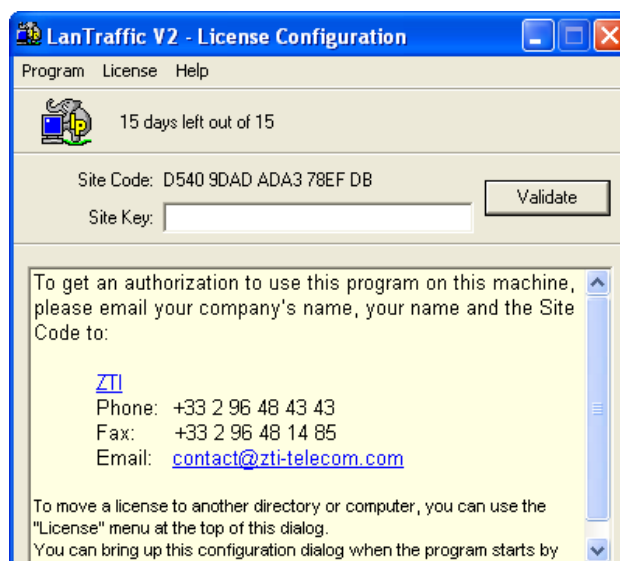 LanTraffic V2 - License Configuration
Program License Help
15 days left out of 15
Site Code: D540 9DAD ADA3 78EF DB
Validate
Site Key:
To get an authorization to use this program on this machine,
please email your company's name, your name and the Site
Code to:
ZTI
Phone: +33 2 96 48 43 43
Fax: +33 2 96 48 14 85
Email: contact@zti-telecom.com
To move a license to another directory or computer, you can use the
"License" menu at the top of this dialog.
You can bring up this configuration dialog when the program starts by